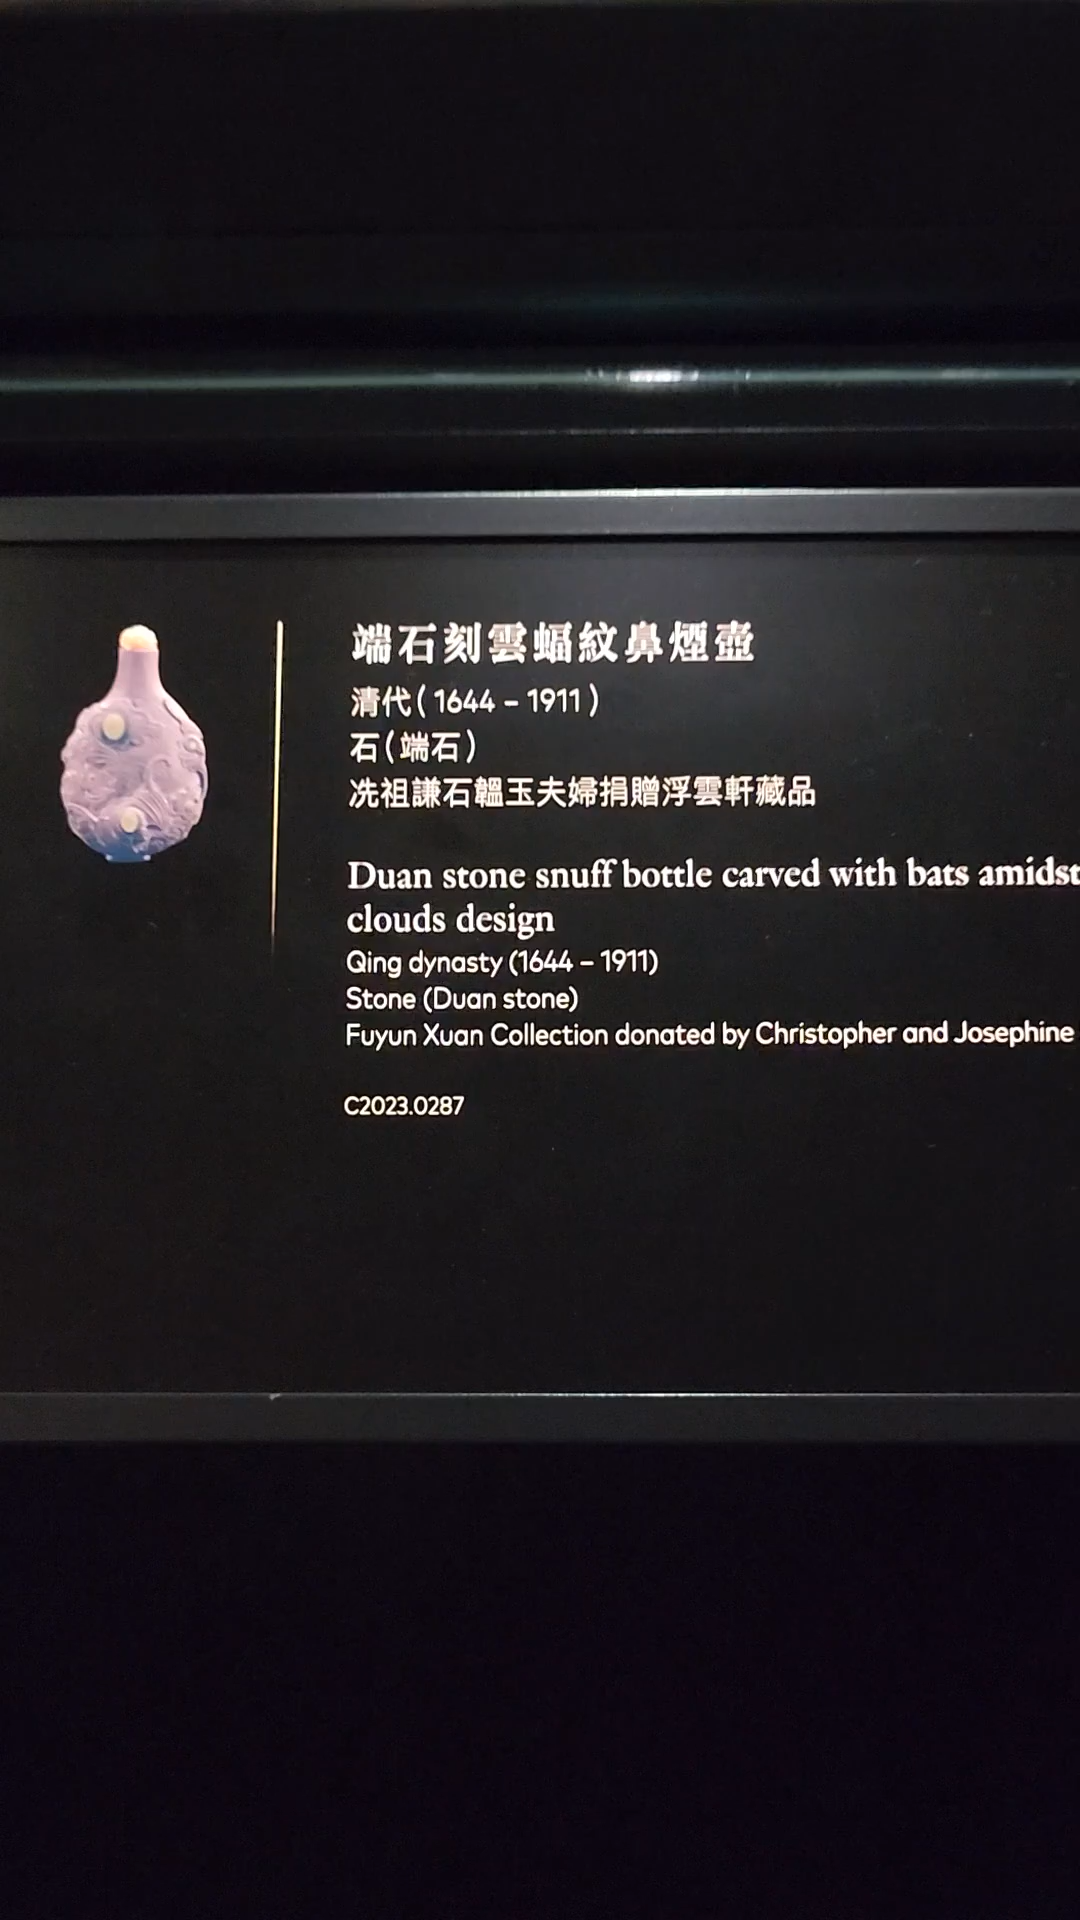 端石刻雲蝠紋鼻煙壺
清代(1644 – 1911)
石(端石)
冼祖謙石韞玉夫婦捐贈浮雲軒藏品
Duan stone snuff bottle carved with bats amidst
clouds design
Qing dynasty (1644 – 1911)
Stone (Duan stone)
Fuyun Xuan Collection donated by Christopher and Josephine
C2023.0287